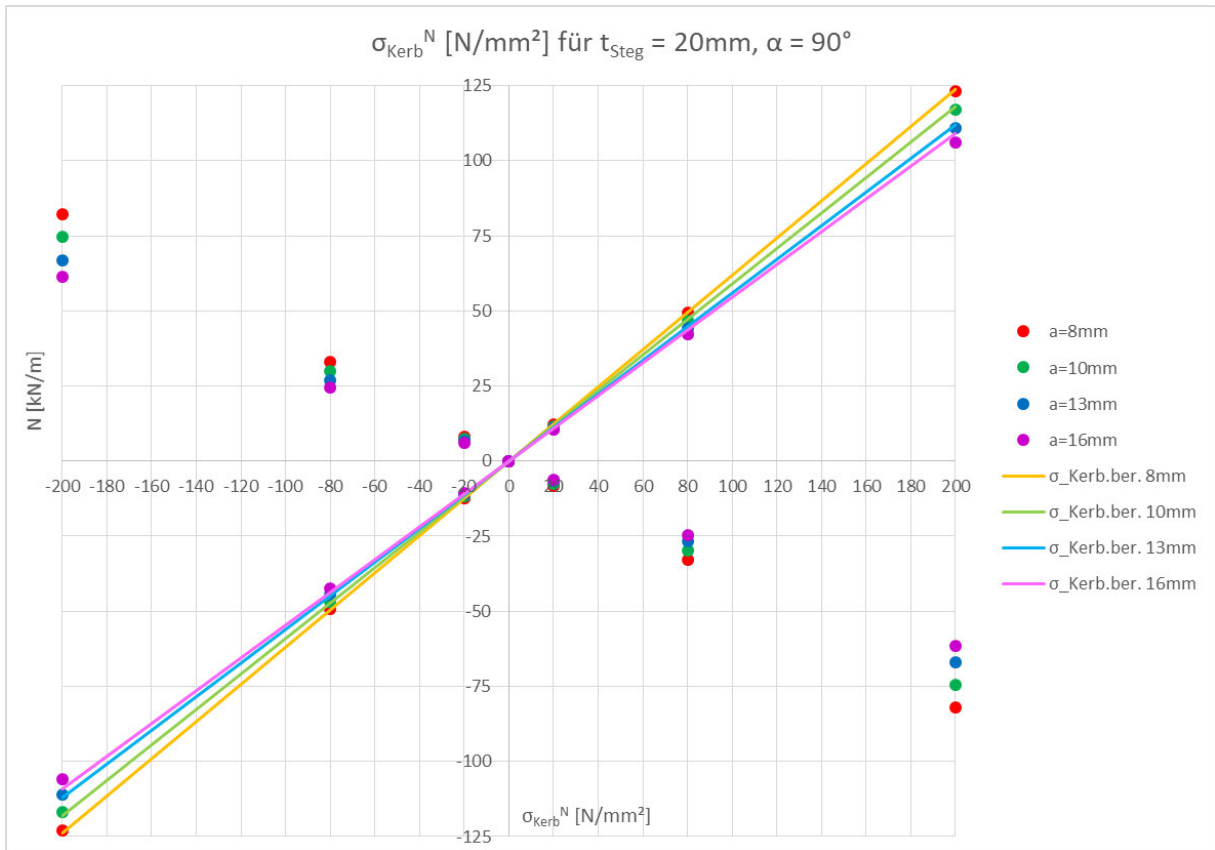 σKerbᴺ [N/mm²] für tSteg = 20mm, α = 90°
125
100
75
50
25
0
-200 -180 -160 -140 -120 -100 -80 -60 -40 -20 0 20 40 60 80 100 120 140 160 180 200
-25
-50
-75
-100
-125
N [kN/m]
σKerbᴺ [N/mm²]
a=8mm
a=10mm
a=13mm
a=16mm
σ_Kerb.ber. 8mm
σ_Kerb.ber. 10mm
σ_Kerb.ber. 13mm
σ_Kerb.ber. 16mm